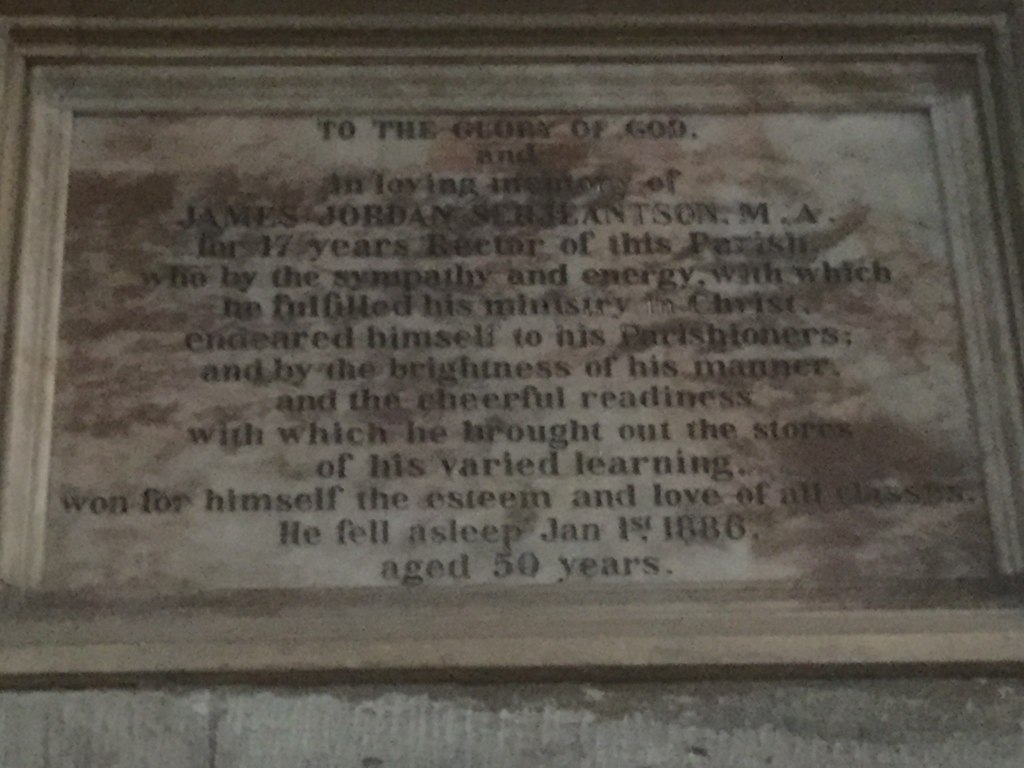 TO THE GLORY OF GOD.
and
in loving memory of
JAMES JORDAN SERJEANTSON. M.A.
for 17 years Rector of this Parish.
who by the sympathy and energy, with which
he fulfilled his ministry in Christ.
endeared himself to his Parishioners;
and by the brightness of his manner.
and the cheerful readiness
with which he brought out the stores
of his varied learning.
won for himself the esteem and love of all classes.
He fell asleep Jan 1st 1886.
aged 50 years.